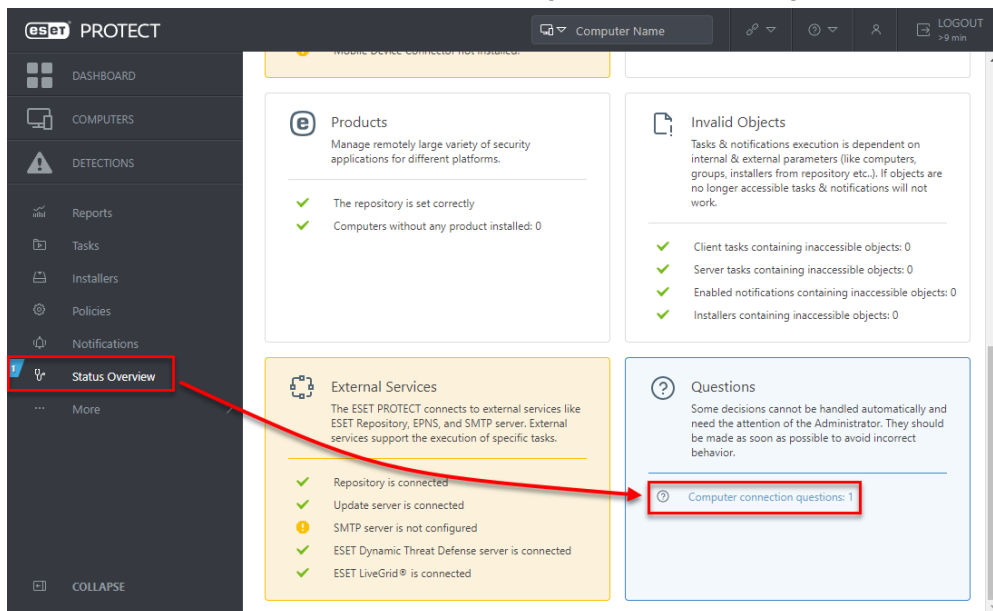 eset PROTECT
Computer Name
LOGOUT
>9 min
DASHBOARD
COMPUTERS
DETECTIONS
Reports
Tasks
Installers
Policies
Notifications
1
Status Overview
More
COLLAPSE
Mobile Device Connector not installed.
Products
Manage remotely large variety of security
applications for different platforms.
The repository is set correctly
Computers without any product installed: 0
Invalid Objects
Tasks & notifications execution is dependent on
internal & external parameters (like computers,
groups, installers from repository etc..). If objects are
no longer accessible tasks & notifications will not
work.
Client tasks containing inaccessible objects: 0
Server tasks containing inaccessible objects: 0
Enabled notifications containing inaccessible objects: 0
Installers containing inaccessible objects: 0
External Services
The ESET PROTECT connects to external services like
ESET Repository, EPNS, and SMTP server. External
services support the execution of specific tasks.
Repository is connected
Update server is connected
SMTP server is not configured
ESET Dynamic Threat Defense server is connected
ESET LiveGrid® is connected
Questions
Some decisions cannot be handled automatically and
need the attention of the Administrator. They should
be made as soon as possible to avoid incorrect
behavior.
Computer connection questions: 1